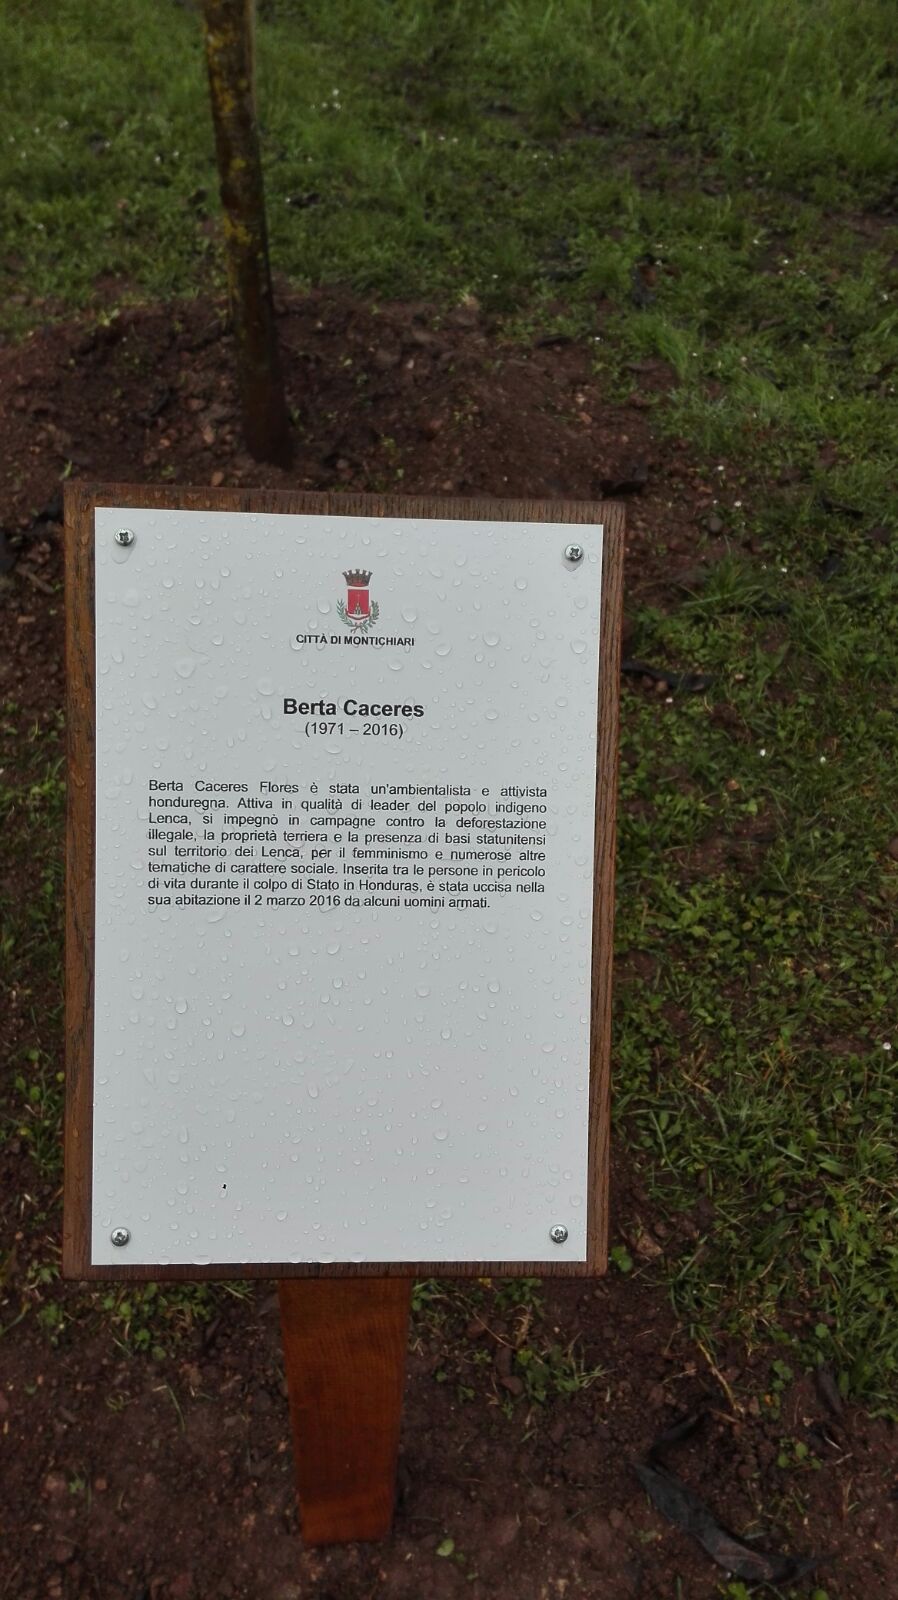 CITTÀ DI MONTICHIARI
Berta Caceres
(1971 – 2016)
Berta Caceres Flores è stata un'ambientalista e attivista
honduregna. Attiva in qualità di leader del popolo indigeno
Lenca, si impegnò in campagne contro la deforestazione
illegale, la proprietà terriera e la presenza di basi statunitensi
sul territorio dei Lenca, per il femminismo e numerose altre
tematiche di carattere sociale. Inserita tra le persone in pericolo
di vita durante il colpo di Stato in Honduras, è stata uccisa nella
sua abitazione il 2 marzo 2016 da alcuni uomini armati.